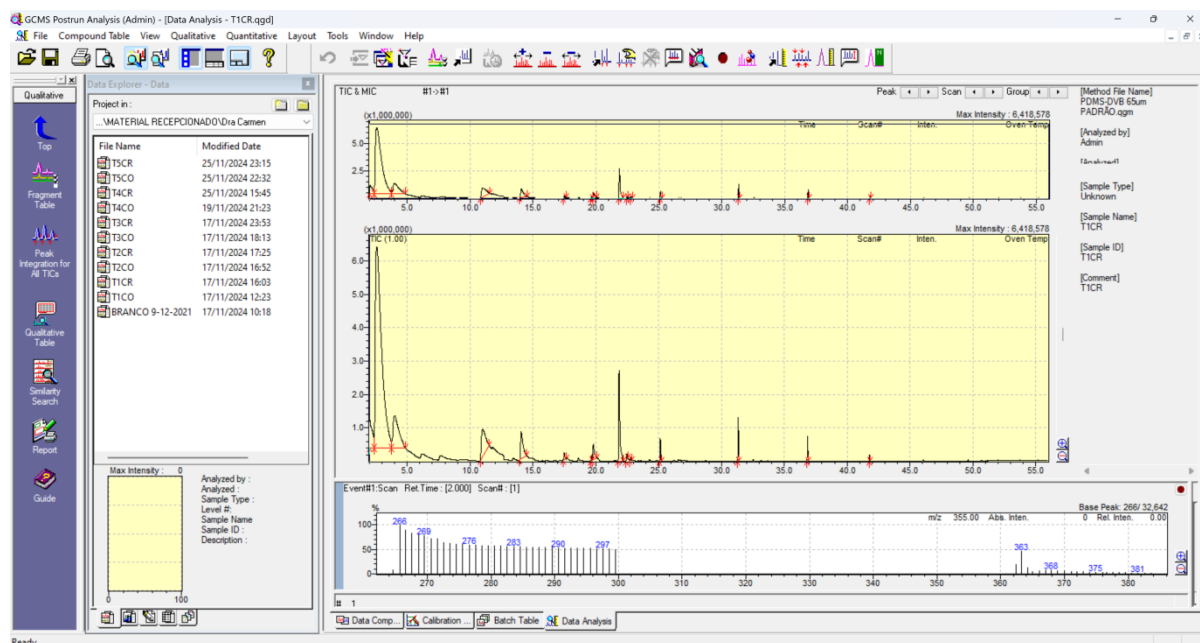 GCMS Postrun Analysis (Admin) - [Data Analysis - T1CR.qgd]
File Compound Table View Qualitative Quantitative Layout Tools Window Help
Qualitative
Top
Fragment
Table
Peak
Integration for
All TICs
Qualitative
Table
Similarity
Search
Report
Guide
Data Explorer - Data
Project in :
...\MATERIAL RECEPCIONADO\Dra Carmen
File Name Modified Date
T5CR 25/11/2024 23:15
T5CO 25/11/2024 22:32
T4CR 25/11/2024 15:45
T4CO 19/11/2024 21:23
T3CR 17/11/2024 23:53
T3CO 17/11/2024 18:13
T2CR 17/11/2024 17:25
T2CO 17/11/2024 16:52
T1CR 17/11/2024 16:03
T1CO 17/11/2024 12:23
BRANCO 9-12-2021 17/11/2024 10:18
Max Intensity : 0
Analyzed by :
Analyzed :
Sample Type :
Level #:
Sample Name
Sample ID :
Description :
0 100
TIC & MIC #1->#1 Peak Scan Group
(x1,000,000) Max Intensity : 6,418,578
Time Scan# Inten. Oven Temp
5.0
2.5
5.0 10.0 15.0 20.0 25.0 30.0 35.0 40.0 45.0 50.0 55.0
(x1,000,000) Max Intensity : 6,418,578
TIC (1.00) Time Scan# Inten. Oven Temp
6.0
5.0
4.0
3.0
2.0
1.0
5.0 10.0 15.0 20.0 25.0 30.0 35.0 40.0 45.0 50.0 55.0
[Method File Name]
PDMS-DVB 65um
PADRÃO.qgm
[Analyzed by]
Admin
[Analyzed]
[Sample Type]
Unknown
[Sample Name]
T1CR
[Sample ID]
T1CR
[Comment]
T1CR
Event#1:Scan Ret.Time : [2.000] Scan# : [1]
% Base Peak: 266/ 32,642
m/z 355.00 Abs. Inten. 0 Rel. Inten. 0.00
100
50
0
266 269 276 283 290 297 363 368 375 381
270 280 290 300 310 320 330 340 350 360 370 380
# 1
Data Comp... Calibration ... Batch Table Data Analysis
Ready